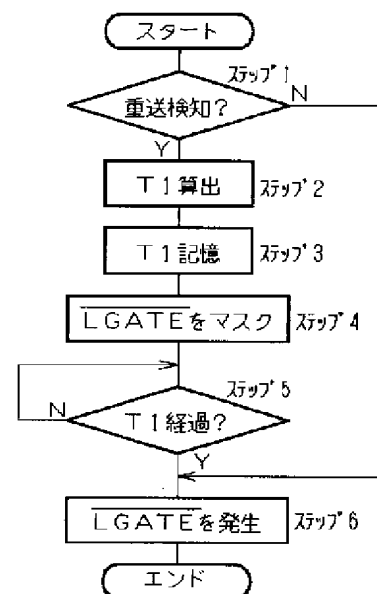 スタート
ステップ1
重送検知？
N
Y
T1算出
ステップ2
T1記憶
ステップ3
LGATEをマスク
ステップ4
ステップ5
N
T1経過？
Y
LGATEを発生
ステップ6
エンド